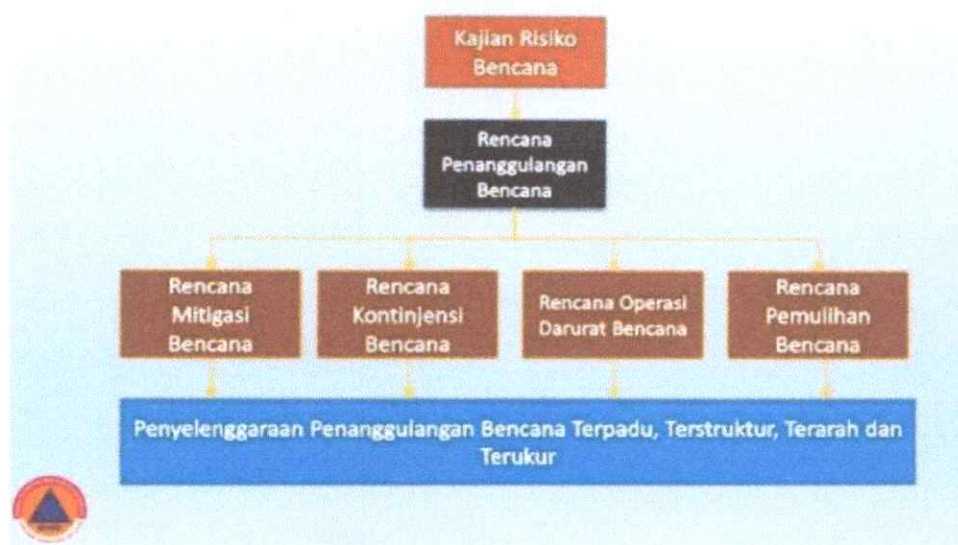 Kajian Risiko
Bencana
Rencana
Penanggulangan
Bencana
Rencana
Mitigasi
Bencana
Rencana
Kontinjensi
Bencana
Rencana Operasi
Darurat Bencana
Rencana
Pemulihan
Bencana
Penyelenggaraan Penanggulangan Bencana Terpadu, Terstruktur, Terarah dan
Terukur